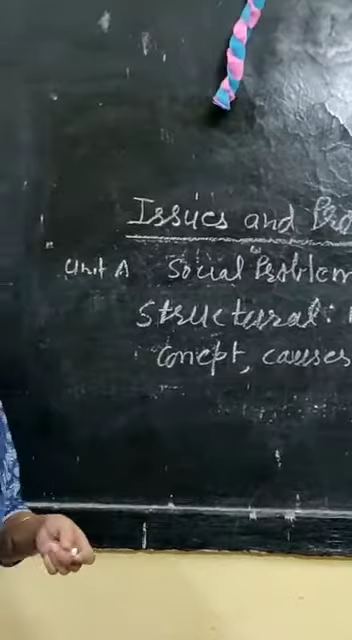 Issues and Pro
Unit A Social Problem
Structural:
Concept, causes